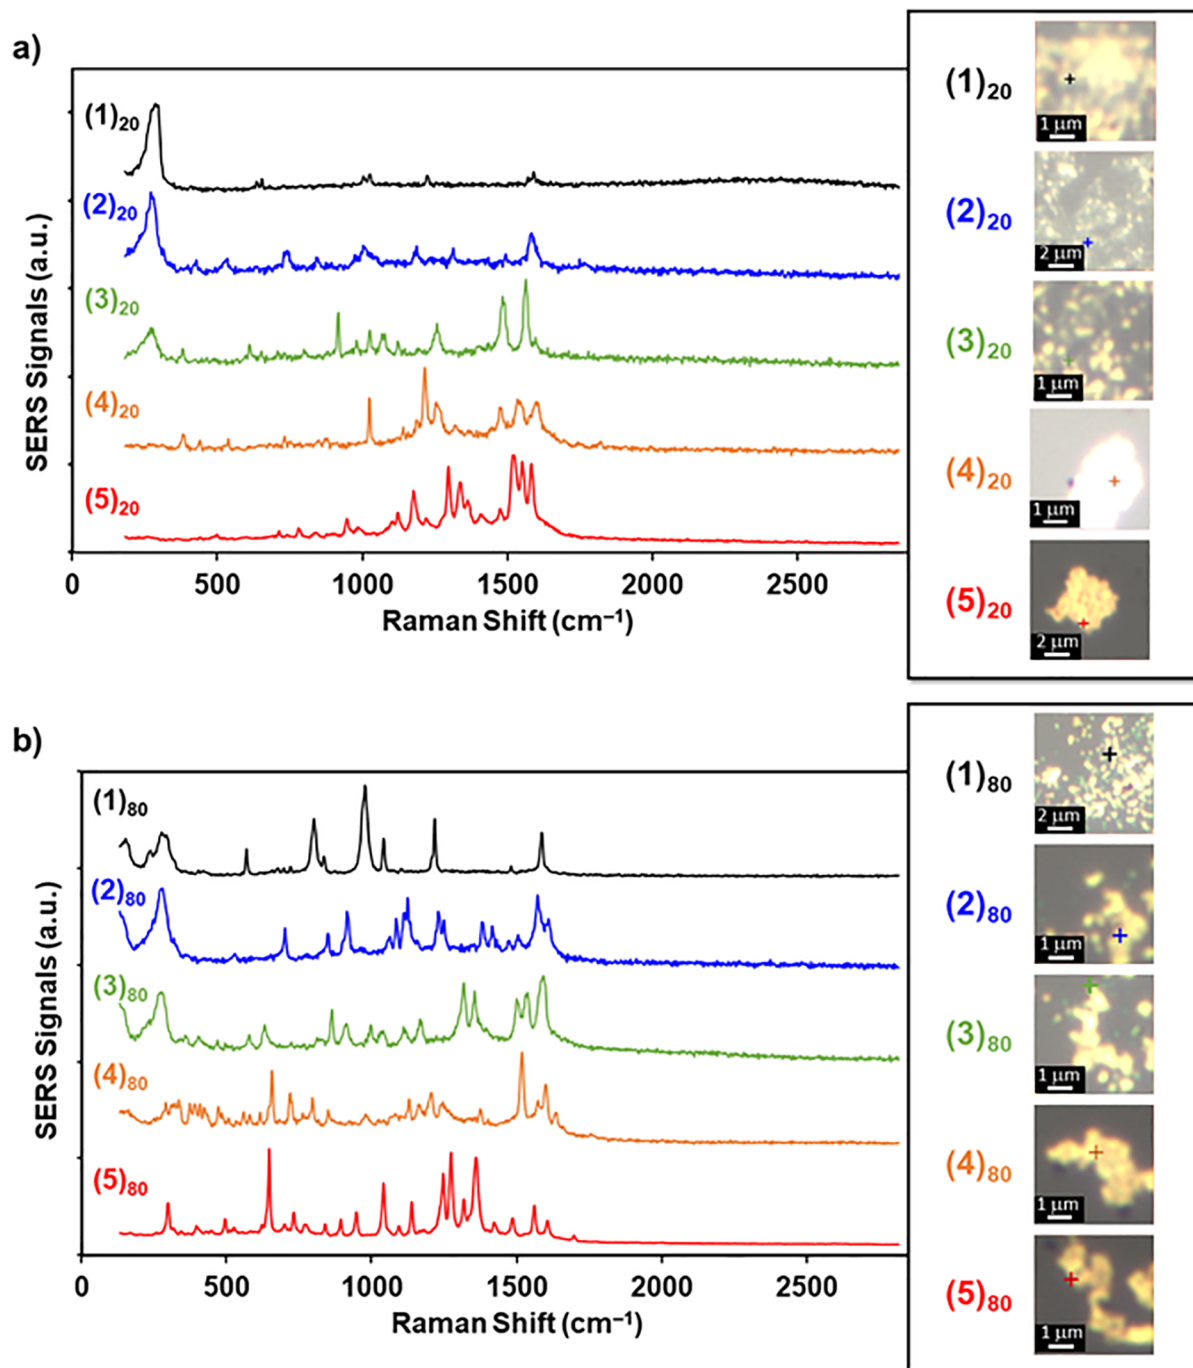 a)
SERS Signals (a.u.)
(1)20
(2)20
(3)20
(4)20
(5)20
0 500 1000 1500 2000 2500
Raman Shift (cm−1)
(1)20
1 µm
(2)20
2 µm
(3)20
1 µm
(4)20
1 µm
(5)20
2 µm
b)
SERS Signals (a.u.)
(1)80
(2)80
(3)80
(4)80
(5)80
0 500 1000 1500 2000 2500
Raman Shift (cm−1)
(1)80
2 µm
(2)80
1 µm
(3)80
1 µm
(4)80
1 µm
(5)80
1 µm